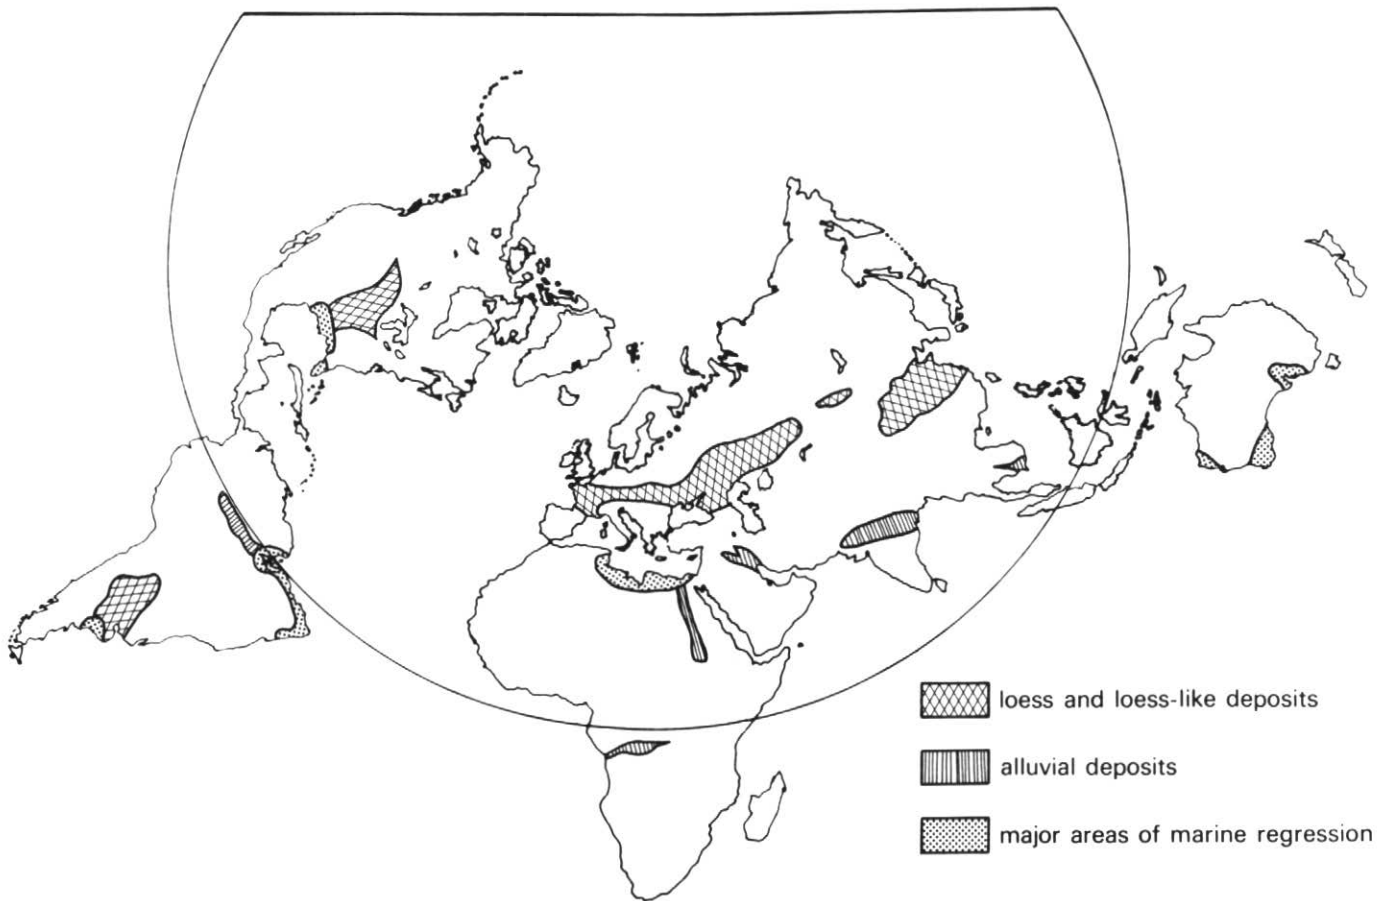 loess and loess-like deposits
alluvial deposits
major areas of marine regression